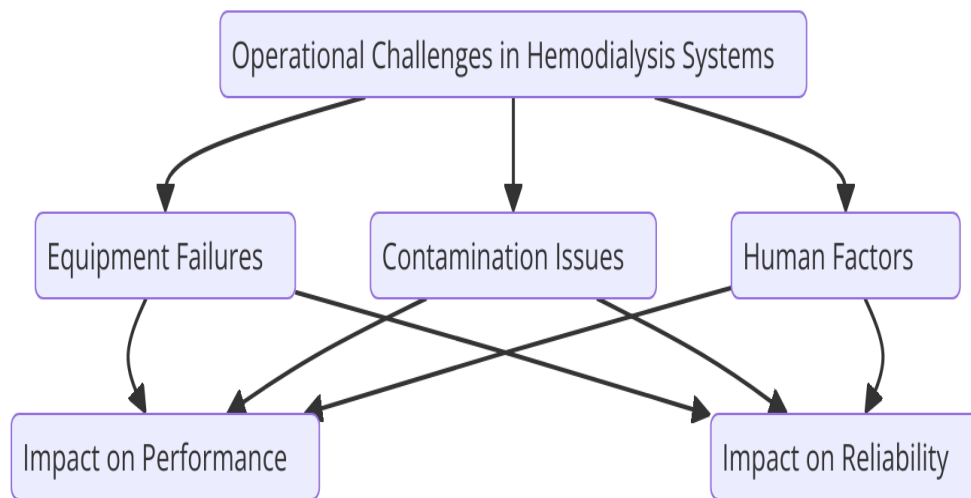 Operational Challenges in Hemodialysis Systems
Equipment Failures
Contamination Issues
Human Factors
Impact on Performance
Impact on Reliability